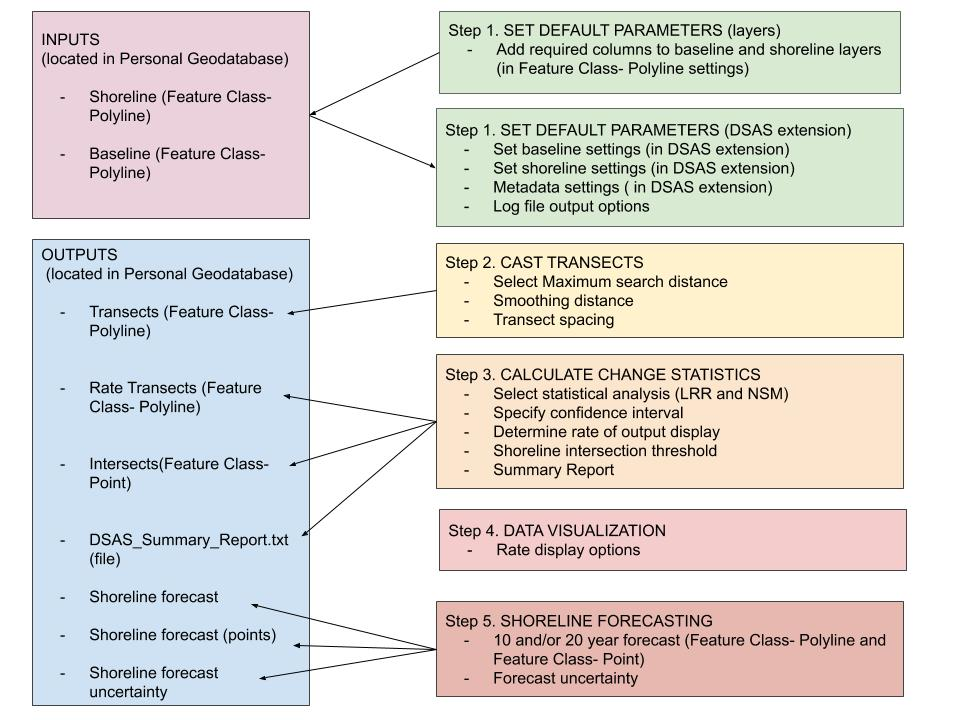 INPUTS
(located in Personal Geodatabase)
- Shoreline (Feature Class-
Polyline)
- Baseline (Feature Class-
Polyline)
OUTPUTS
(located in Personal Geodatabase)
- Transects (Feature Class-
Polyline)
- Rate Transects (Feature
Class- Polyline)
- Intersects(Feature Class-
Point)
- DSAS_Summary_Report.txt
(file)
- Shoreline forecast
- Shoreline forecast (points)
- Shoreline forecast
uncertainty
Step 1. SET DEFAULT PARAMETERS (layers)
- Add required columns to baseline and shoreline layers
(in Feature Class- Polyline settings)
Step 1. SET DEFAULT PARAMETERS (DSAS extension)
- Set baseline settings (in DSAS extension)
- Set shoreline settings (in DSAS extension)
- Metadata settings ( in DSAS extension)
- Log file output options
Step 2. CAST TRANSECTS
- Select Maximum search distance
- Smoothing distance
- Transect spacing
Step 3. CALCULATE CHANGE STATISTICS
- Select statistical analysis (LRR and NSM)
- Specify confidence interval
- Determine rate of output display
- Shoreline intersection threshold
- Summary Report
Step 4. DATA VISUALIZATION
- Rate display options
Step 5. SHORELINE FORECASTING
- 10 and/or 20 year forecast (Feature Class- Polyline and
Feature Class- Point)
- Forecast uncertainty